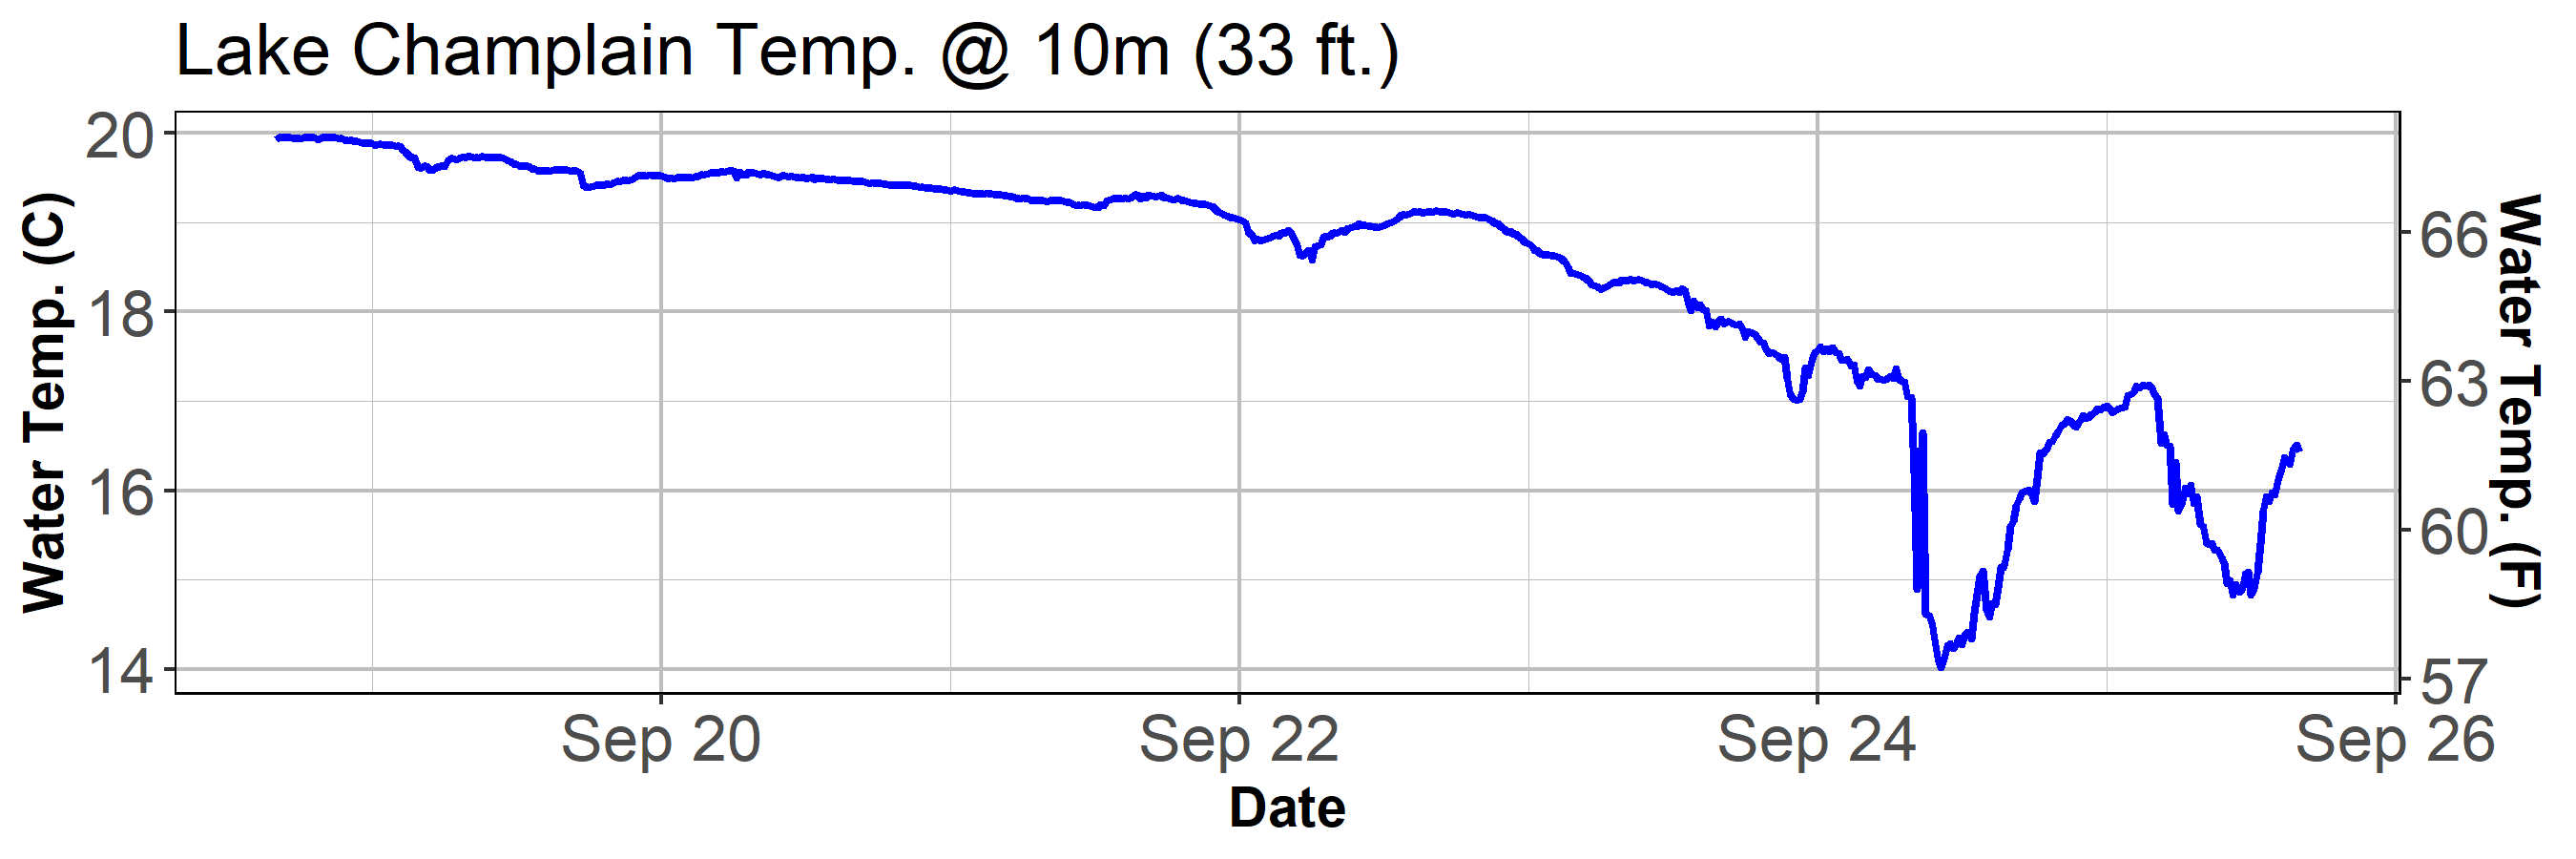 Lake Champlain Temp. @ 10m (33 ft.)
Water Temp. (C)
20
18
16
14
66
63
60
57
Water Temp. (F)
Sep 20 Sep 22 Sep 24 Sep 26
Date